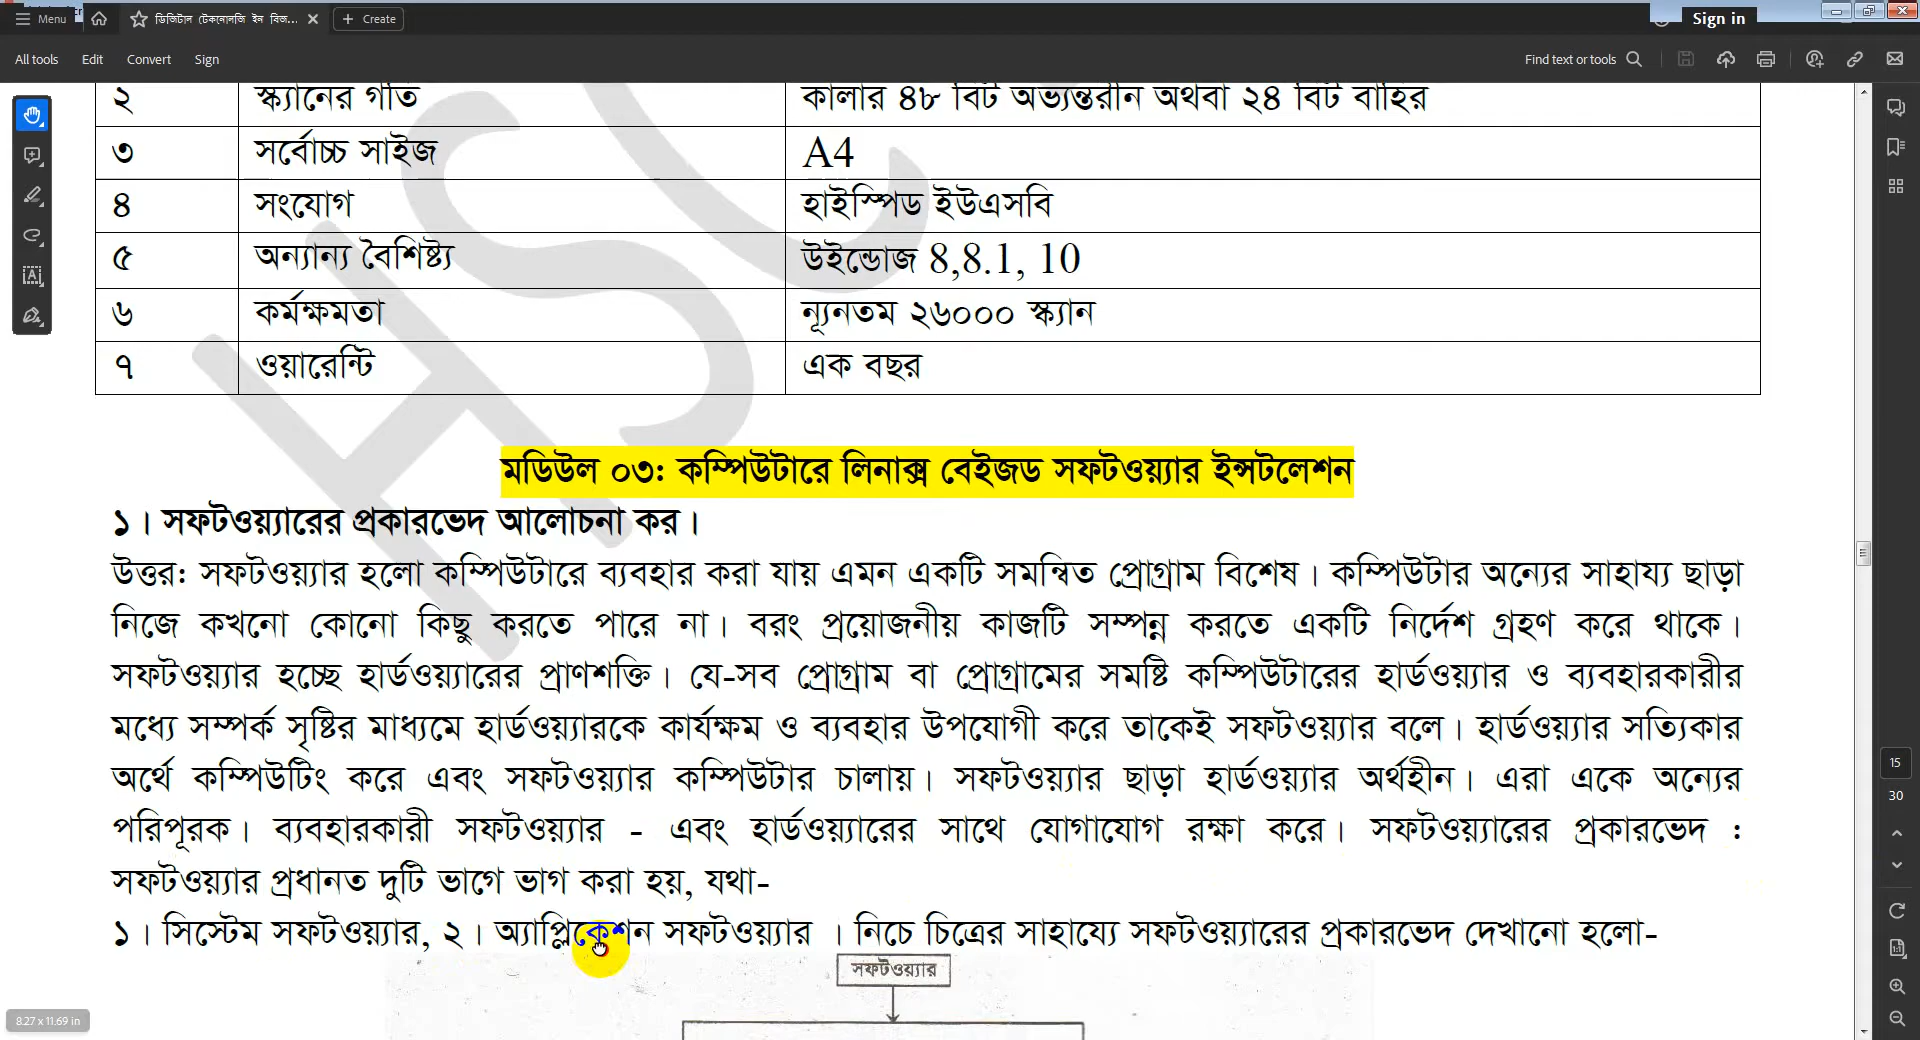 Menu
ডিজিটাল টেকনোলজি ইন বিজ...
Create
Sign in
All tools Edit Convert Sign
Find text or tools
২ স্ক্যানের গতি কালার ৪৮ বিট অভ্যন্তরীন অথবা ২৪ বিট বাহির
৩ সর্বোচ্চ সাইজ A4
৪ সংযোগ হাইস্পিড ইউএসবি
৫ অন্যান্য বৈশিষ্ট্য উইন্ডোজ 8,8.1, 10
৬ কর্মক্ষমতা ন্যূনতম ২৬০০০ স্ক্যান
৭ ওয়ারেন্টি এক বছর
HSC
মডিউল ০৩: কম্পিউটারে লিনাক্স বেইজড সফটওয়্যার ইন্সটলেশন
১। সফটওয়্যারের প্রকারভেদ আলোচনা কর।
উত্তর: সফটওয়্যার হলো কম্পিউটারে ব্যবহার করা যায় এমন একটি সমন্বিত প্রোগ্রাম বিশেষ। কম্পিউটার অন্যের সাহায্য ছাড়া
নিজে কখনো কোনো কিছু করতে পারে না। বরং প্রয়োজনীয় কাজটি সম্পন্ন করতে একটি নির্দেশ গ্রহণ করে থাকে।
সফটওয়্যার হচ্ছে হার্ডওয়্যারের প্রাণশক্তি। যে-সব প্রোগ্রাম বা প্রোগ্রামের সমষ্টি কম্পিউটারের হার্ডওয়্যার ও ব্যবহারকারীর
মধ্যে সম্পর্ক সৃষ্টির মাধ্যমে হার্ডওয়্যারকে কার্যক্ষম ও ব্যবহার উপযোগী করে তাকেই সফটওয়্যার বলে। হার্ডওয়্যার সত্যিকার
অর্থে কম্পিউটিং করে এবং সফটওয়্যার কম্পিউটার চালায়। সফটওয়্যার ছাড়া হার্ডওয়্যার অর্থহীন। এরা একে অন্যের
পরিপূরক। ব্যবহারকারী সফটওয়্যার - এবং হার্ডওয়্যারের সাথে যোগাযোগ রক্ষা করে। সফটওয়্যারের প্রকারভেদ :
সফটওয়্যার প্রধানত দুটি ভাগে ভাগ করা হয়, যথা-
১। সিস্টেম সফটওয়্যার, ২। অ্যাপ্লিকেশন সফটওয়্যার । নিচে চিত্রের সাহায্যে সফটওয়্যারের প্রকারভেদ দেখানো হলো-
সফটওয়্যার
15
30
8.27 x 11.69 in